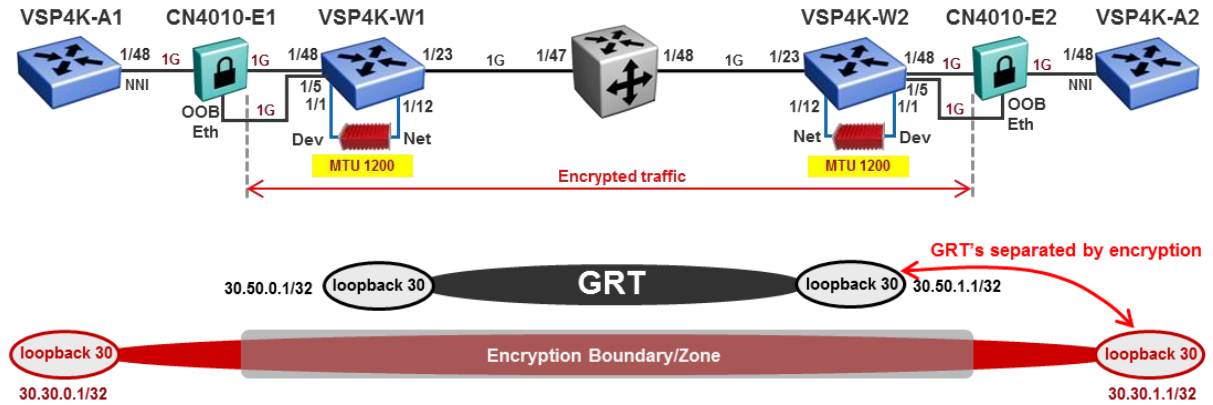 VSP4K-A1
CN4010-E1
VSP4K-W1
VSP4K-W2
CN4010-E2
VSP4K-A2
1/48
1G
1G
1/48
1/23
1G
1/47
1/48
1G
1/23
1/48
1G
1G
1/48
NNI
OOB
Eth
1G
1/5
1/1
1/12
1/12
1/5
1/1
1G
OOB
Eth
NNI
Dev
Net
Net
Dev
MTU 1200
MTU 1200
Encrypted traffic
GRT's separated by encryption
30.50.0.1/32
loopback 30
GRT
loopback 30
30.50.1.1/32
loopback 30
Encryption Boundary/Zone
loopback 30
30.30.0.1/32
30.30.1.1/32